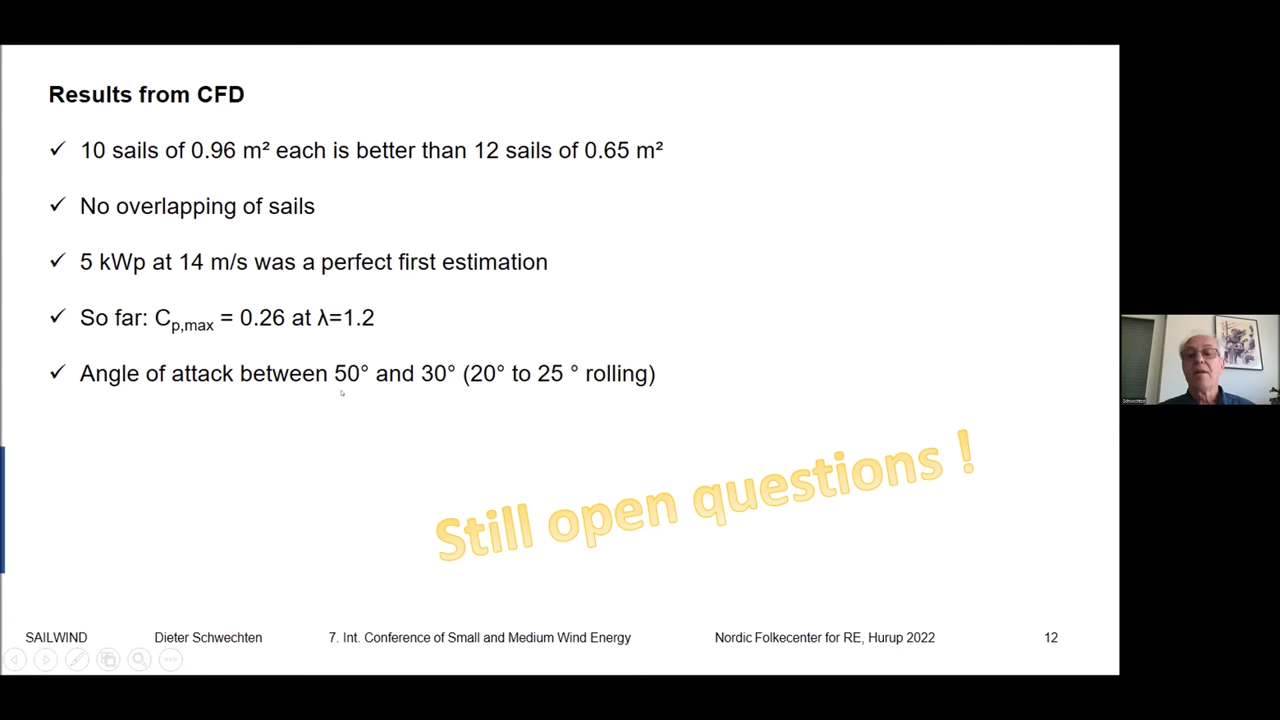 Results from CFD
✓ 10 sails of 0.96 m² each is better than 12 sails of 0.65 m²
✓ No overlapping of sails
✓ 5 kWp at 14 m/s was a perfect first estimation
✓ So far: Cp,max = 0.26 at λ=1.2
✓ Angle of attack between 50° and 30° (20° to 25 ° rolling)
Still open questions !
SAILWIND Dieter Schwechten 7. Int. Conference of Small and Medium Wind Energy Nordic Folkecenter for RE, Hurup 2022 12
Schwechten